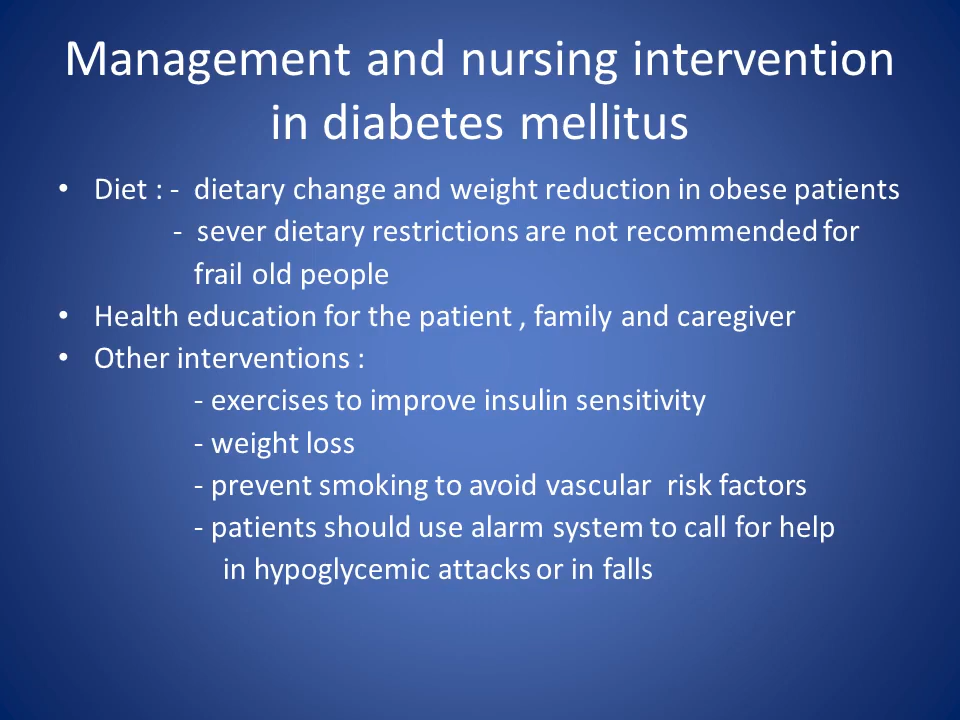 Management and nursing intervention
in diabetes mellitus
• Diet : - dietary change and weight reduction in obese patients
- sever dietary restrictions are not recommended for
frail old people
• Health education for the patient , family and caregiver
• Other interventions :
- exercises to improve insulin sensitivity
- weight loss
- prevent smoking to avoid vascular risk factors
- patients should use alarm system to call for help
in hypoglycemic attacks or in falls